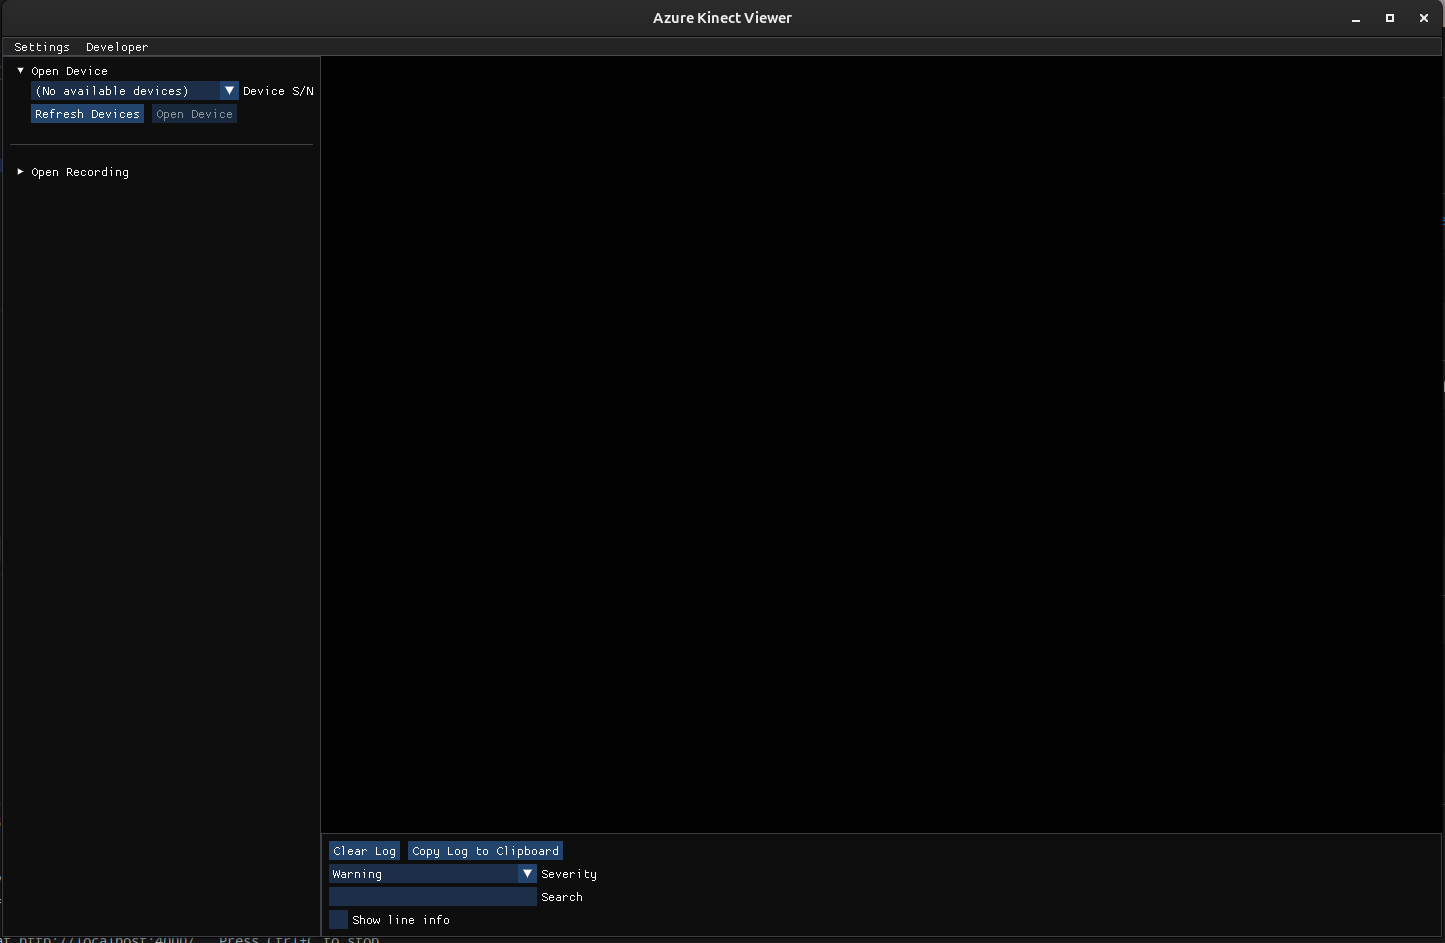 Azure Kinect Viewer
Settings Developer
Open Device
(No available devices) Device S/N
Refresh Devices Open Device
Open Recording
Clear Log Copy Log to Clipboard
Warning Severity
Search
Show line info
at http://localhost:4000/ Press Ctrl+C to stop